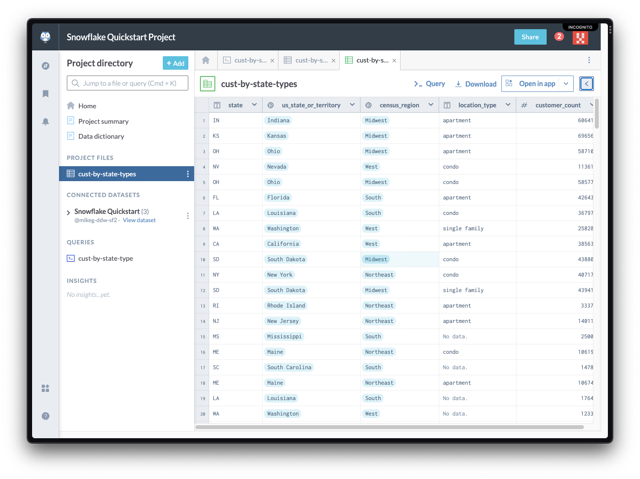 INCOGNITO
Snowflake Quickstart Project
Share
2
Project directory
+ Add
cust-by-s...
cust-by-s...
cust-by-s...
Jump to a file or query (Cmd + K)
cust-by-state-types
Query
Download
Open in app
Home
Project summary
Data dictionary
PROJECT FILES
cust-by-state-types
CONNECTED DATASETS
Snowflake Quickstart (3)
@mikeg-ddw-sf2 · View dataset
QUERIES
cust-by-state-type
INSIGHTS
No insights...yet.
state us_state_or_territory census_region location_type # customer_count
1 IN Indiana Midwest apartment 60641
2 KS Kansas Midwest apartment 69656
3 OH Ohio Midwest apartment 58710
4 NV Nevada West condo 11361
5 OH Ohio Midwest condo 58577
6 FL Florida South apartment 42643
7 LA Louisiana South condo 36797
8 WA Washington West single family 25828
9 CA California West apartment 38563
10 SD South Dakota Midwest condo 43880
11 NY New York Northeast condo 40717
12 SD South Dakota Midwest single family 43941
13 RI Rhode Island Northeast apartment 3337
14 NJ New Jersey Northeast apartment 14011
15 MS Mississippi South No data. 2500
16 ME Maine Northeast condo 10619
17 SC South Carolina South No data. 1478
18 ME Maine Northeast apartment 10674
19 LA Louisiana South No data. 1764
20 WA Washington West No data. 1233